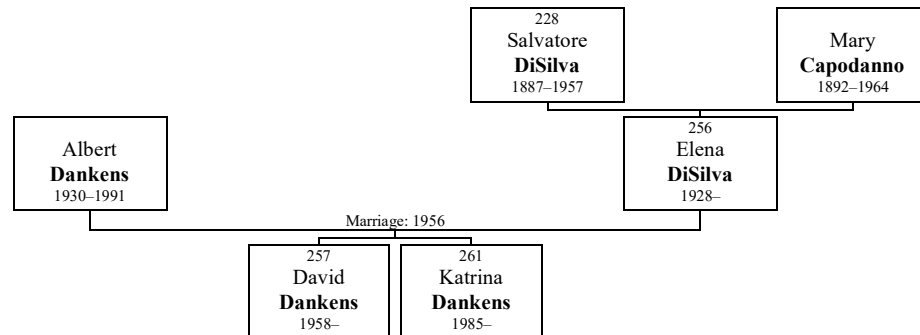 228
Salvatore
DiSilva
1887–1957
Mary
Capodanno
1892–1964
Albert
Dankens
1930–1991
256
Elena
DiSilva
1928–
Marriage: 1956
257
David
Dankens
1958–
261
Katrina
Dankens
1985–